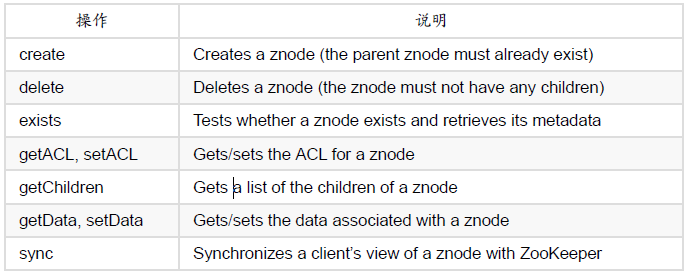 操作 说明
create Creates a znode (the parent znode must already exist)
delete Deletes a znode (the znode must not have any children)
exists Tests whether a znode exists and retrieves its metadata
getACL, setACL Gets/sets the ACL for a znode
getChildren Gets a list of the children of a znode
getData, setData Gets/sets the data associated with a znode
sync Synchronizes a client’s view of a znode with ZooKeeper